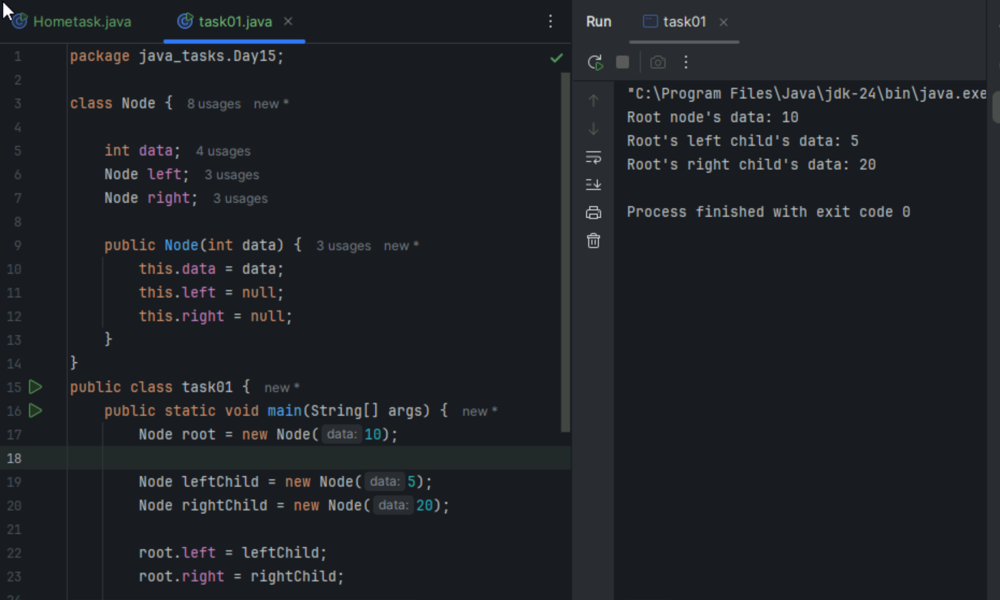 Hometask.java
task01.java
Run
task01
1 package java_tasks.Day15;
2
3 class Node { 8 usages new *
4
5 int data; 4 usages
6 Node left; 3 usages
7 Node right; 3 usages
8
9 public Node(int data) { 3 usages new *
10 this.data = data;
11 this.left = null;
12 this.right = null;
13 }
14 }
15 public class task01 { new *
16 public static void main(String[] args) { new *
17 Node root = new Node( data: 10);
18
19 Node leftChild = new Node( data: 5);
20 Node rightChild = new Node( data: 20);
21
22 root.left = leftChild;
23 root.right = rightChild;
"C:\Program Files\Java\jdk-24\bin\java.exe
Root node's data: 10
Root's left child's data: 5
Root's right child's data: 20
Process finished with exit code 0